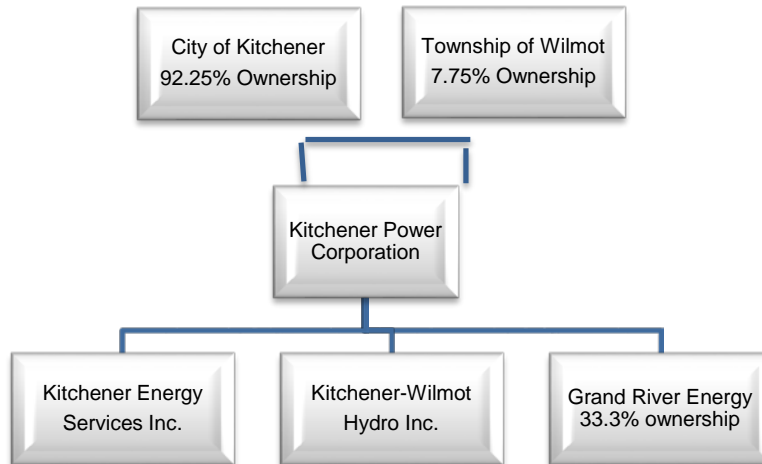 City of Kitchener
92.25% Ownership
Township of Wilmot
7.75% Ownership
Kitchener Power
Corporation
Kitchener Energy
Services Inc.
Kitchener-Wilmot
Hydro Inc.
Grand River Energy
33.3% ownership